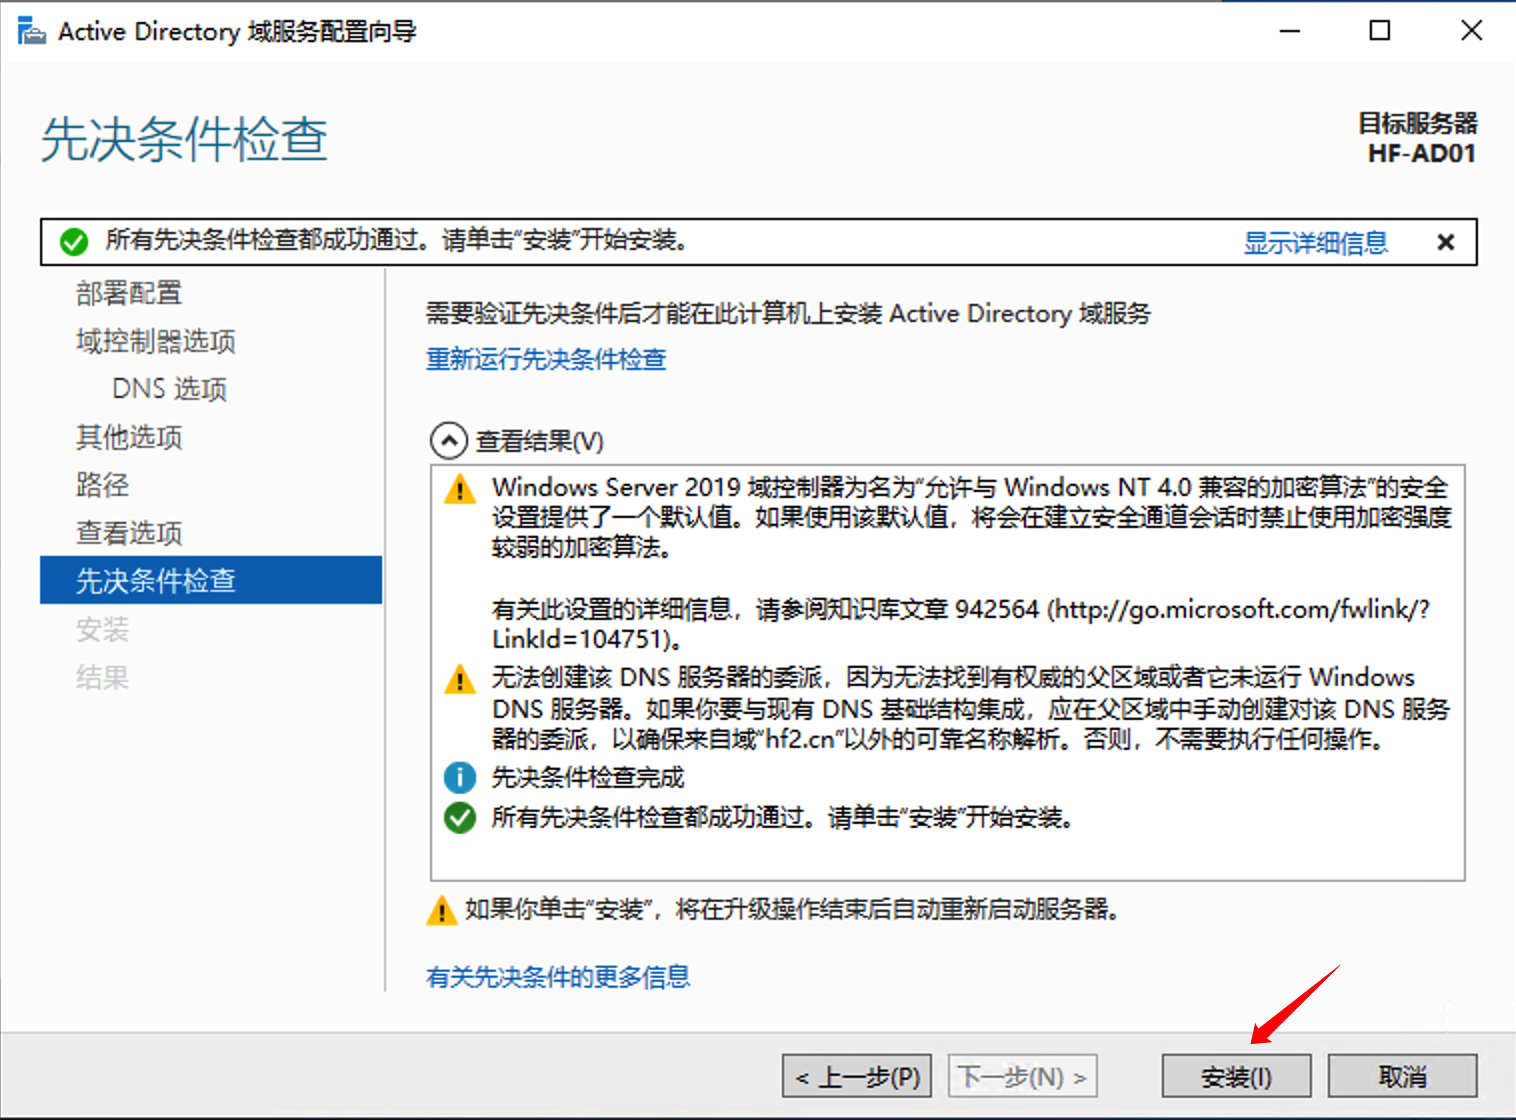 Active Directory 域服务配置向导
先决条件检查
目标服务器
HF-AD01
所有先决条件检查都成功通过。请单击“安装”开始安装。
显示详细信息
部署配置
域控制器选项
DNS 选项
其他选项
路径
查看选项
先决条件检查
安装
结果
需要验证先决条件后才能在此计算机上安装 Active Directory 域服务
重新运行先决条件检查
查看结果(V)
Windows Server 2019 域控制器为名为“允许与 Windows NT 4.0 兼容的加密算法”的安全
设置提供了一个默认值。如果使用该默认值，将会在建立安全通道会话时禁止使用加密强度
较弱的加密算法。
有关此设置的详细信息，请参阅知识库文章 942564 (http://go.microsoft.com/fwlink/?
LinkId=104751)。
无法创建该 DNS 服务器的委派，因为无法找到有权威的父区域或者它未运行 Windows
DNS 服务器。如果你要与现有 DNS 基础结构集成，应在父区域中手动创建对该 DNS 服务
器的委派，以确保来自域“hf2.cn”以外的可靠名称解析。否则，不需要执行任何操作。
先决条件检查完成
所有先决条件检查都成功通过。请单击“安装”开始安装。
如果你单击“安装”，将在升级操作结束后自动重新启动服务器。
有关先决条件的更多信息
< 上一步(P)
下一步(N) >
安装(I)
取消